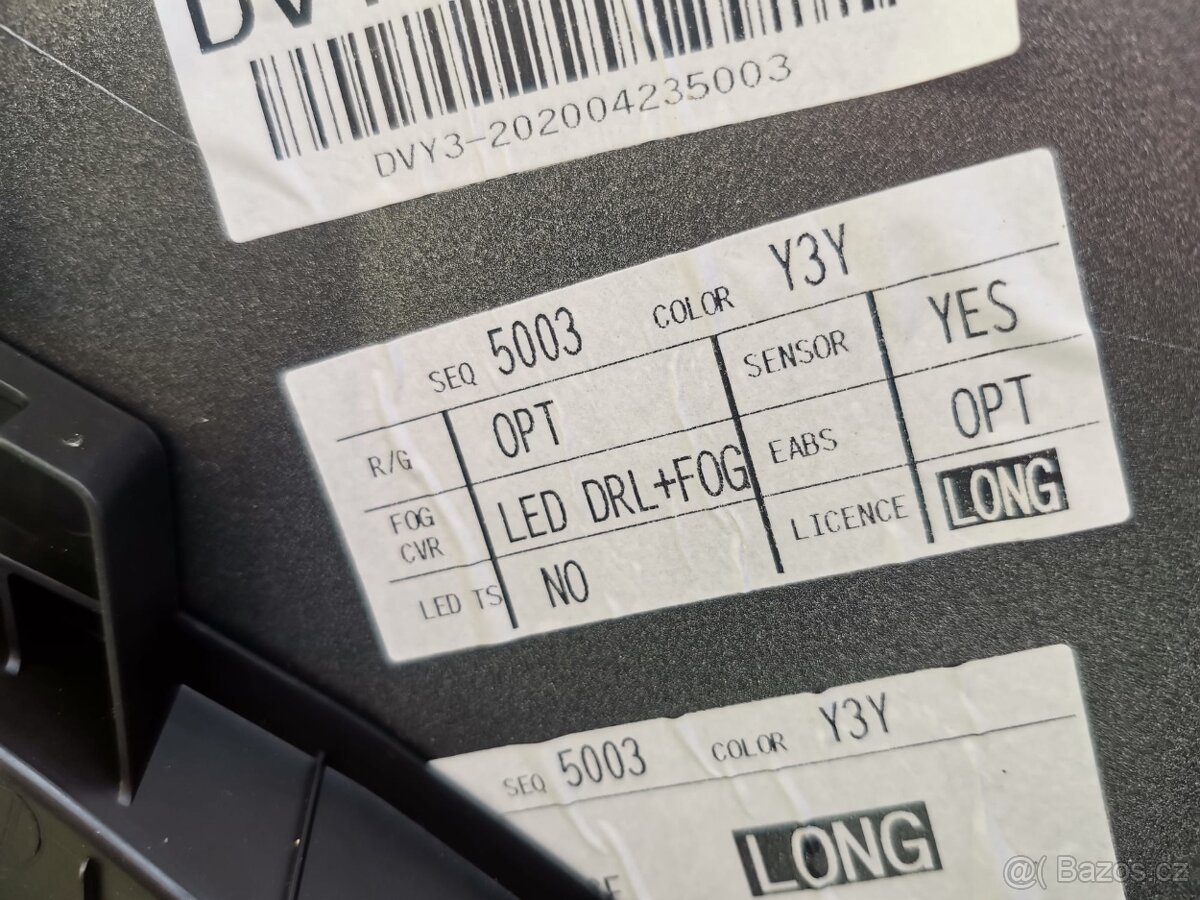 DVY3-202004235003
SEQ 5003 COLOR Y3Y
R/G OPT SENSOR YES
FOG CVR LED DRL+FOG EABS OPT
LED TS NO LICENCE LONG
SEQ 5003 COLOR Y3Y
LONG
@( Bazos.cz